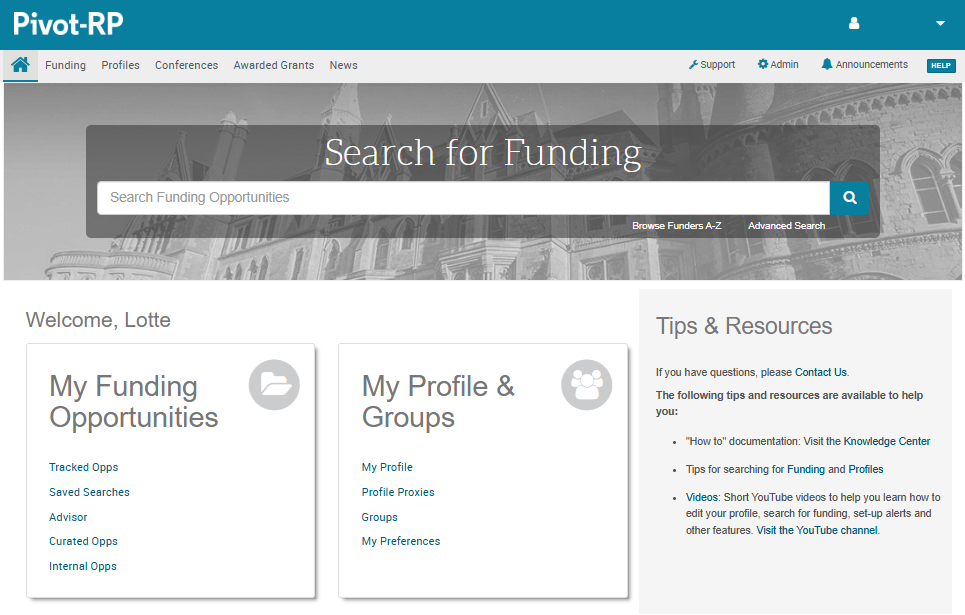 Pivot-RP
Funding Profiles Conferences Awarded Grants News Support Admin Announcements HELP
Search for Funding
Search Funding Opportunities
Browse Funders A-Z Advanced Search
Welcome, Lotte
My Funding
Opportunities
Tracked Opps
Saved Searches
Advisor
Curated Opps
Internal Opps
My Profile &
Groups
My Profile
Profile Proxies
Groups
My Preferences
Tips & Resources
If you have questions, please Contact Us.
The following tips and resources are available to help
you:
• "How to" documentation: Visit the Knowledge Center
• Tips for searching for Funding and Profiles
• Videos: Short YouTube videos to help you learn how to
edit your profile, search for funding, set-up alerts and
other features. Visit the YouTube channel.